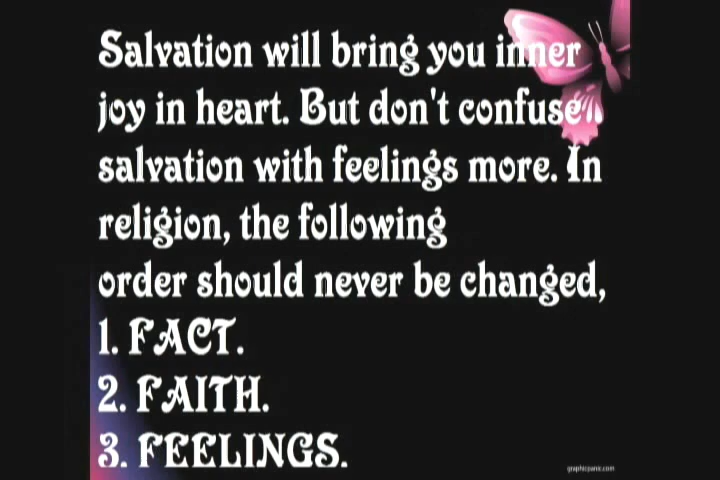 Salvation will bring you inner
joy in heart. But don't confuse
salvation with feelings more. In
religion, the following
order should never be changed,
1. FACT.
2. FAITH.
3. FEELINGS.
graphicpanic.com